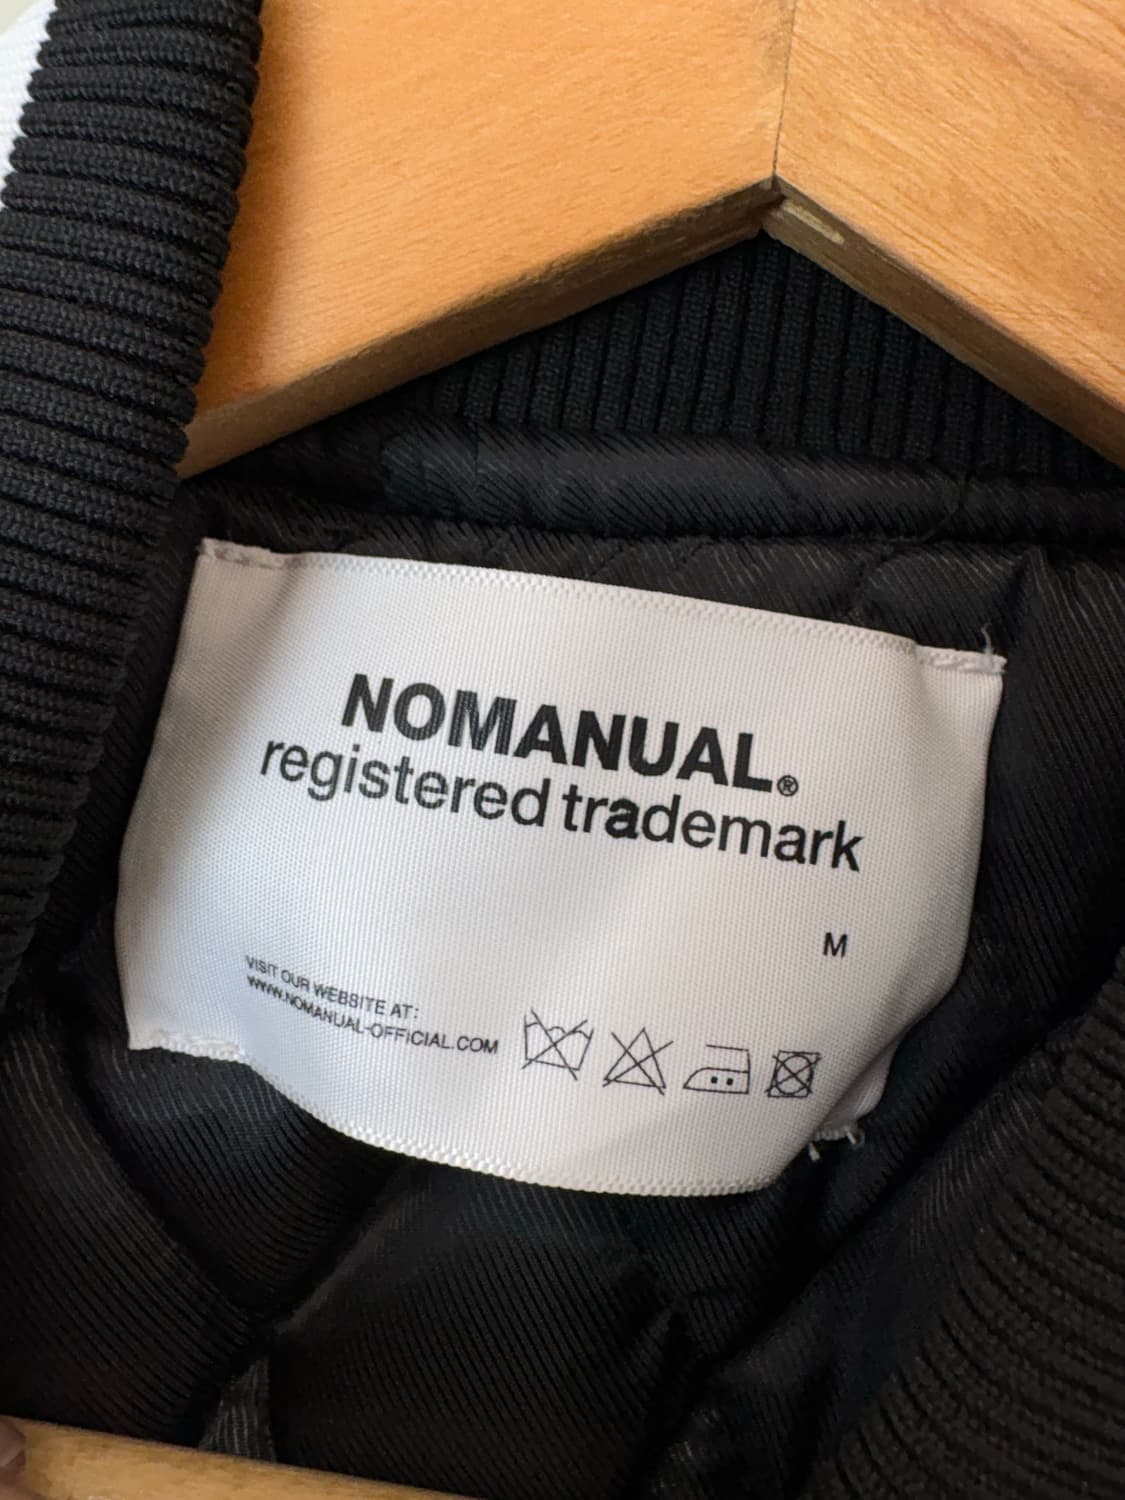 NOMANUAL®
registered trademark
M
VISIT OUR WEBSITE AT:
WWW.NOMANUAL-OFFICIAL.COM